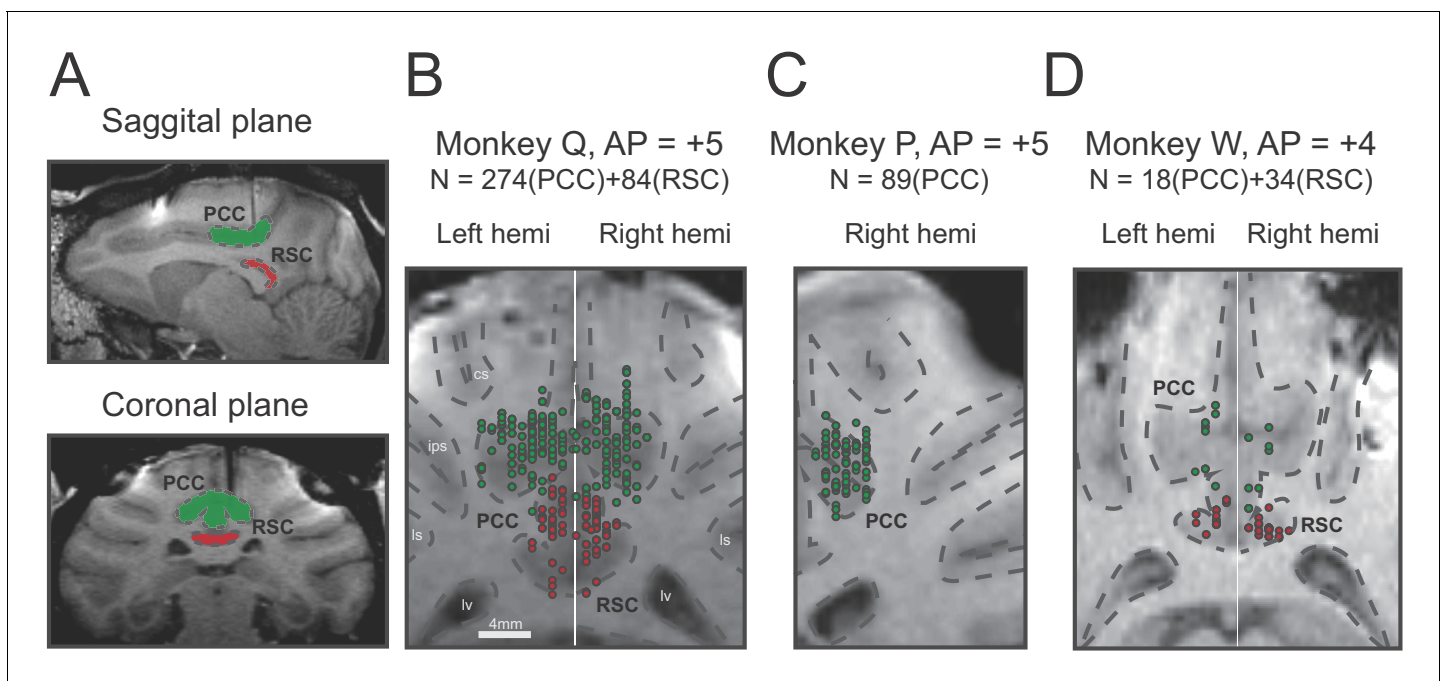 A
Saggital plane
PCC
RSC
Coronal plane
PCC
RSC
B
Monkey Q, AP = +5
N = 274(PCC)+84(RSC)
Left hemi Right hemi
cs
ips
PCC
ls
ls
RSC
lv
lv
4mm
C
Monkey P, AP = +5
N = 89(PCC)
Right hemi
PCC
D
Monkey W, AP = +4
N = 18(PCC)+34(RSC)
Left hemi Right hemi
PCC
RSC